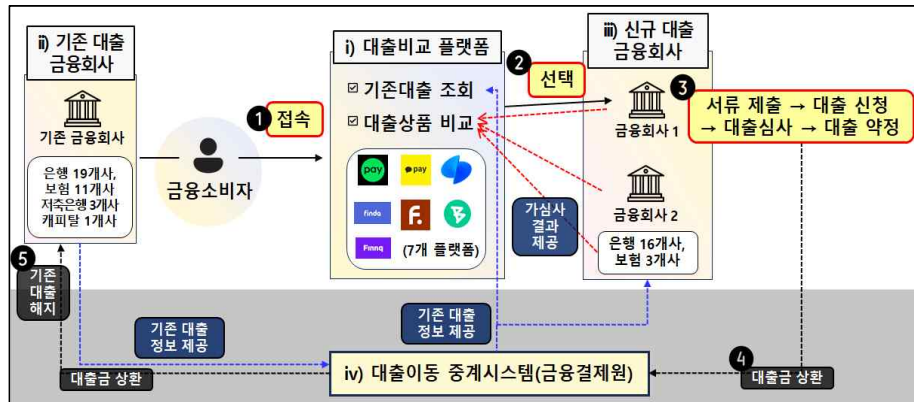 ⅱ) 기존 대출
금융회사
기존 금융회사
은행 19개사,
보험 11개사
저축은행 3개사
캐피탈 1개사
❶ 접속
금융소비자
ⅰ) 대출비교 플랫폼
☑ 기존대출 조회
☑ 대출상품 비교
pay
pay
finda
F.
Finnq
(7개 플랫폼)
❷ 선택
ⅲ) 신규 대출
금융회사
금융회사 1
금융회사 2
은행 16개사,
보험 3개사
❸ 서류 제출 → 대출 신청
→ 대출심사 → 대출 약정
가심사
결과
제공
❺ 기존
대출
해지
기존 대출
정보 제공
기존 대출
정보 제공
대출금 상환
ⅳ) 대출이동 중계시스템(금융결제원)
❹
대출금 상환